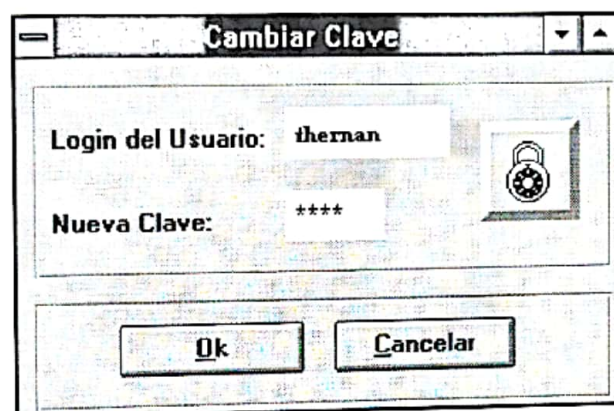 Cambiar Clave
Login del Usuario: thernan
Nueva Clave: ****
Ok Cancelar